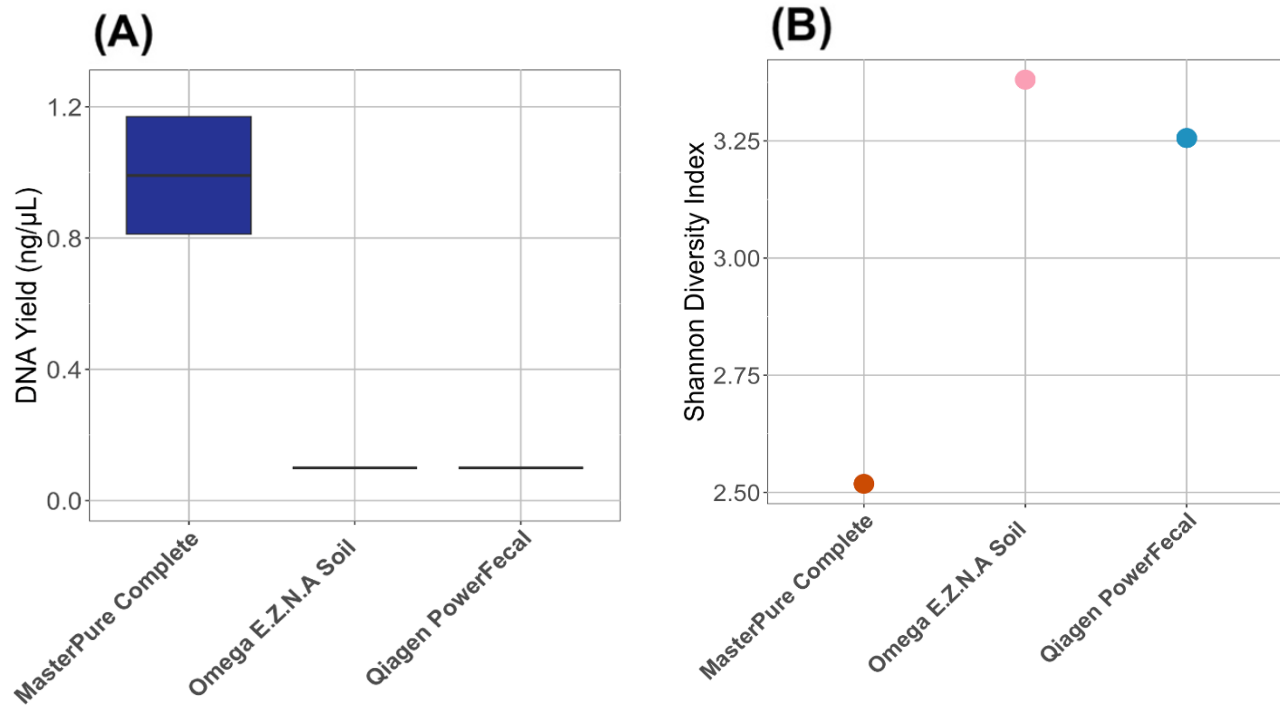 (A)
DNA Yield (ng/µL)
1.2
0.8
0.4
0.0
MasterPure Complete
Omega E.Z.N.A Soil
Qiagen PowerFecal
(B)
Shannon Diversity Index
3.25
3.00
2.75
2.50
MasterPure Complete
Omega E.Z.N.A Soil
Qiagen PowerFecal